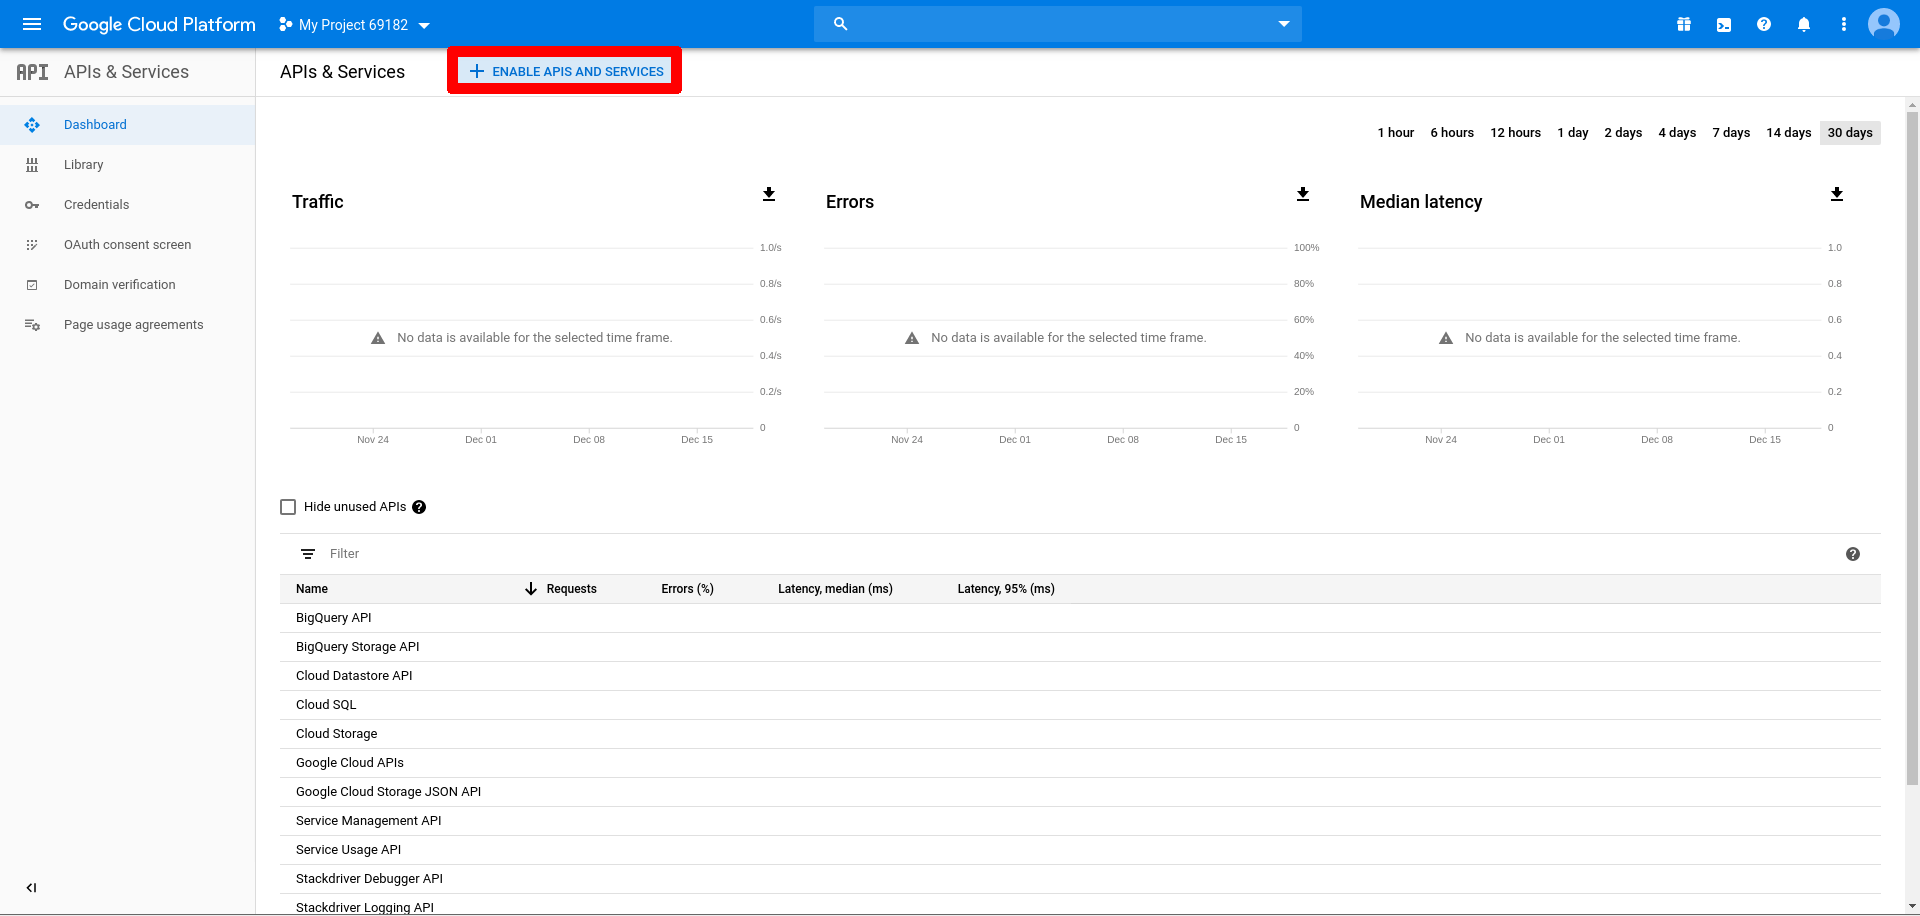 Google Cloud Platform
My Project 69182
API
APIs & Services
APIs & Services
ENABLE APIS AND SERVICES
Dashboard
Library
Credentials
OAuth consent screen
Domain verification
Page usage agreements
1 hour 6 hours 12 hours 1 day 2 days 4 days 7 days 14 days 30 days
Traffic
1.0/s
0.8/s
0.6/s
No data is available for the selected time frame.
0.4/s
0.2/s
0
Nov 24 Dec 01 Dec 08 Dec 15
Errors
100%
80%
60%
No data is available for the selected time frame.
40%
20%
0
Nov 24 Dec 01 Dec 08 Dec 15
Median latency
1.0
0.8
0.6
No data is available for the selected time frame.
0.4
0.2
0
Nov 24 Dec 01 Dec 08 Dec 15
Hide unused APIs
Filter
Name Requests Errors (%) Latency, median (ms) Latency, 95% (ms)
BigQuery API
BigQuery Storage API
Cloud Datastore API
Cloud SQL
Cloud Storage
Google Cloud APIs
Google Cloud Storage JSON API
Service Management API
Service Usage API
Stackdriver Debugger API
Stackdriver Logging API